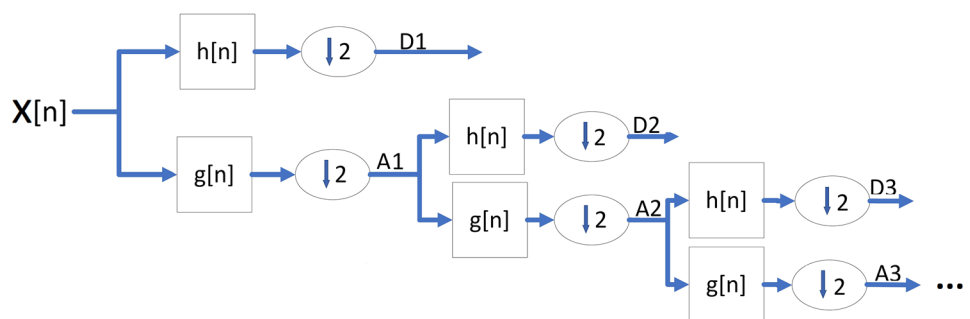 h[n] ↓2 D1
X[n]
g[n] ↓2 A1
h[n] ↓2 D2
g[n] ↓2 A2
h[n] ↓2 D3
g[n] ↓2 A3 ...